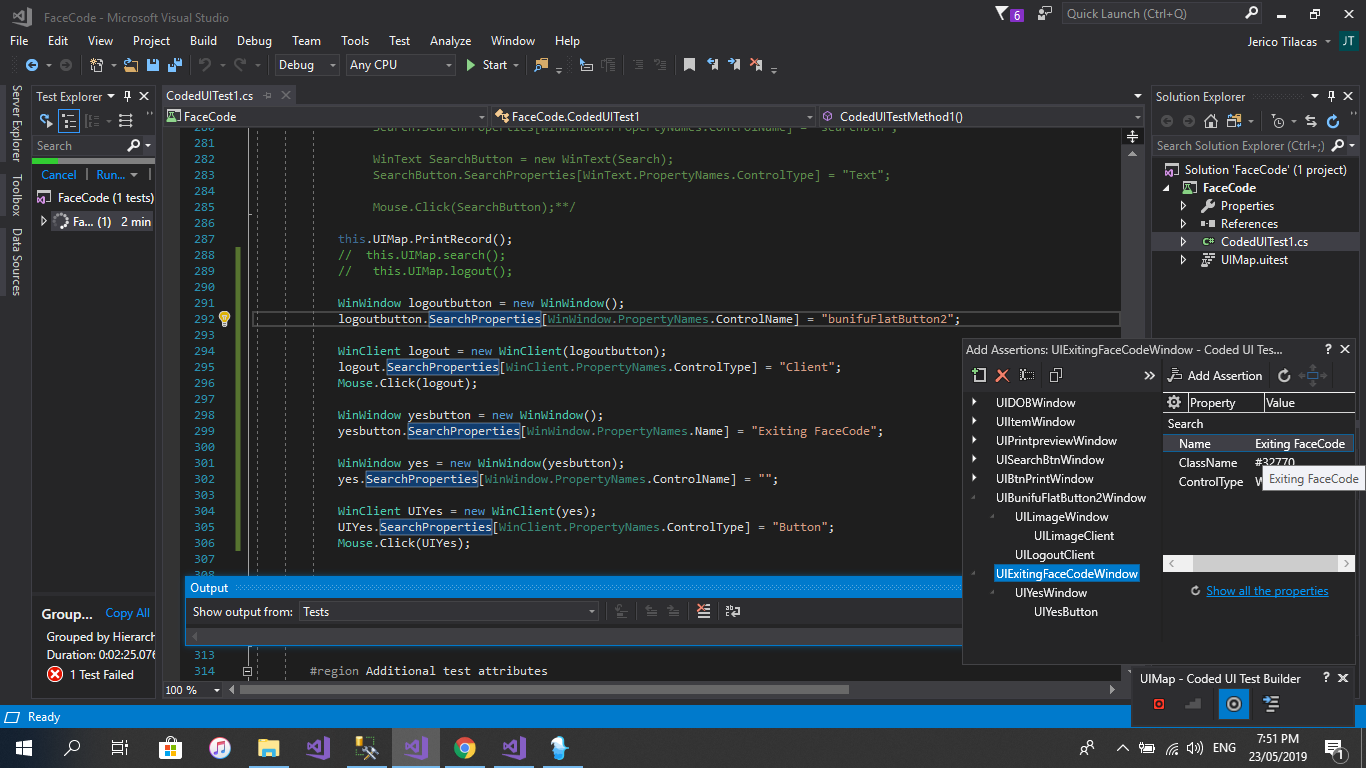 FaceCode - Microsoft Visual Studio
6
Quick Launch (Ctrl+Q)
File Edit View Project Build Debug Team Tools Test Analyze Window Help
Jerico Tilacas JT
Debug Any CPU Start
Server Explorer
Toolbox
Data Sources
Test Explorer
Search
Cancel Run...
FaceCode (1 tests)
Fa... (1) 2 min
Group... Copy All
Grouped by Hierarch
Duration: 0:02:25.076
1 Test Failed
CodedUITest1.cs
FaceCode FaceCode.CodedUITest1 CodedUITestMethod1()
280 Search.SearchProperties[WinWindow.PropertyNames.ControlName] = "searchBtn";
281
282 WinText SearchButton = new WinText(Search);
283 SearchButton.SearchProperties[WinText.PropertyNames.ControlType] = "Text";
284
285 Mouse.Click(SearchButton);**/
286
287 this.UIMap.PrintRecord();
288 // this.UIMap.search();
289 // this.UIMap.logout();
290
291 WinWindow logoutbutton = new WinWindow();
292 logoutbutton.SearchProperties[WinWindow.PropertyNames.ControlName] = "bunifuFlatButton2";
293
294 WinClient logout = new WinClient(logoutbutton);
295 logout.SearchProperties[WinClient.PropertyNames.ControlType] = "Client";
296 Mouse.Click(logout);
297
298 WinWindow yesbutton = new WinWindow();
299 yesbutton.SearchProperties[WinWindow.PropertyNames.Name] = "Exiting FaceCode";
300
301 WinWindow yes = new WinWindow(yesbutton);
302 yes.SearchProperties[WinWindow.PropertyNames.ControlName] = "";
303
304 WinClient UIYes = new WinClient(yes);
305 UIYes.SearchProperties[WinClient.PropertyNames.ControlType] = "Button";
306 Mouse.Click(UIYes);
307
308
Output
Show output from: Tests
313
314 #region Additional test attributes
100 %
Solution Explorer
Search Solution Explorer (Ctrl+;)
Solution 'FaceCode' (1 project)
FaceCode
Properties
References
C# CodedUITest1.cs
UIMap.uitest
Add Assertions: UIExitingFaceCodeWindow - Coded UI Tes... ?
Add Assertion
UIDOBWindow
UIItemWindow
UIPrintpreviewWindow
UISearchBtnWindow
UIBtnPrintWindow
UIBunifuFlatButton2Window
UILimageWindow
UILimageClient
UILogoutClient
UIExitingFaceCodeWindow
UIYesWindow
UIYesButton
Property Value
Search
Name Exiting FaceCode
ClassName #32770
ControlType W
Exiting FaceCode
Show all the properties
UIMap - Coded UI Test Builder ?
Ready
ENG
7:51 PM
23/05/2019
1